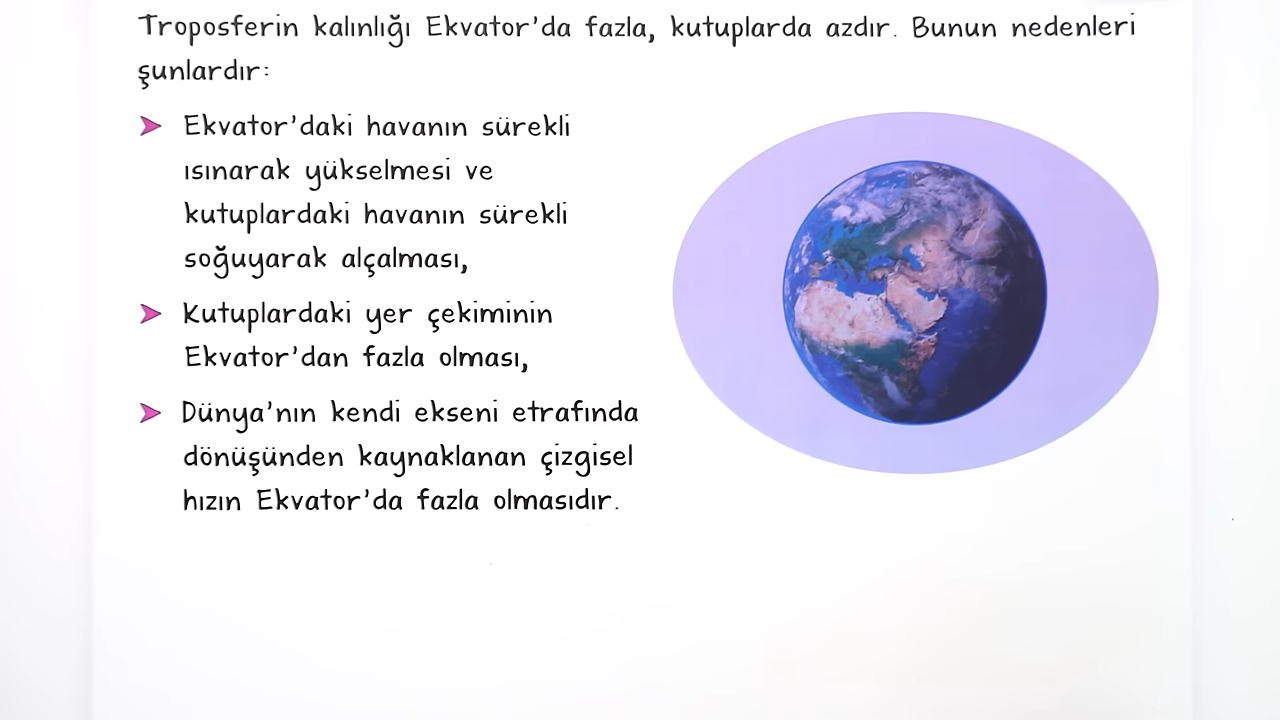 Troposferin kalınlığı Ekvator'da fazla, kutuplarda azdır. Bunun nedenleri
şunlardır:
➤ Ekvator'daki havanın sürekli
ısınarak yükselmesi ve
kutuplardaki havanın sürekli
soğuyarak alçalması,
➤ Kutuplardaki yer çekiminin
Ekvator'dan fazla olması,
➤ Dünya'nın kendi ekseni etrafında
dönüşünden kaynaklanan çizgisel
hızın Ekvator'da fazla olmasıdır.